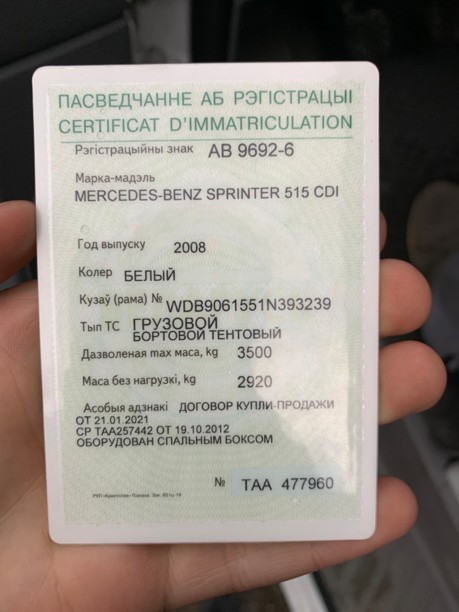 ПАСВЕДЧАННЕ АБ РЭГІСТРАЦЫІ
CERTIFICAT D'IMMATRICULATION
Рэгістрацыйны знак АВ 9692-6
Марка-мадэль
MERCEDES-BENZ SPRINTER 515 CDI
Год выпуску 2008
Колер БЕЛЫЙ
Кузаў (рама) № WDB9061551N393239
Тып ТС ГРУЗОВОЙ
БОРТОВОЙ ТЕНТОВЫЙ
Дазволеная max маса, kg 3500
Маса без нагрузкі, kg 2920
Асобыя адзнакі ДОГОВОР КУПЛИ-ПРОДАЖИ
ОТ 21.01.2021
СР ТАА257442 ОТ 19.10.2012
ОБОРУДОВАН СПАЛЬНЫМ БОКСОМ
№ ТАА 477960